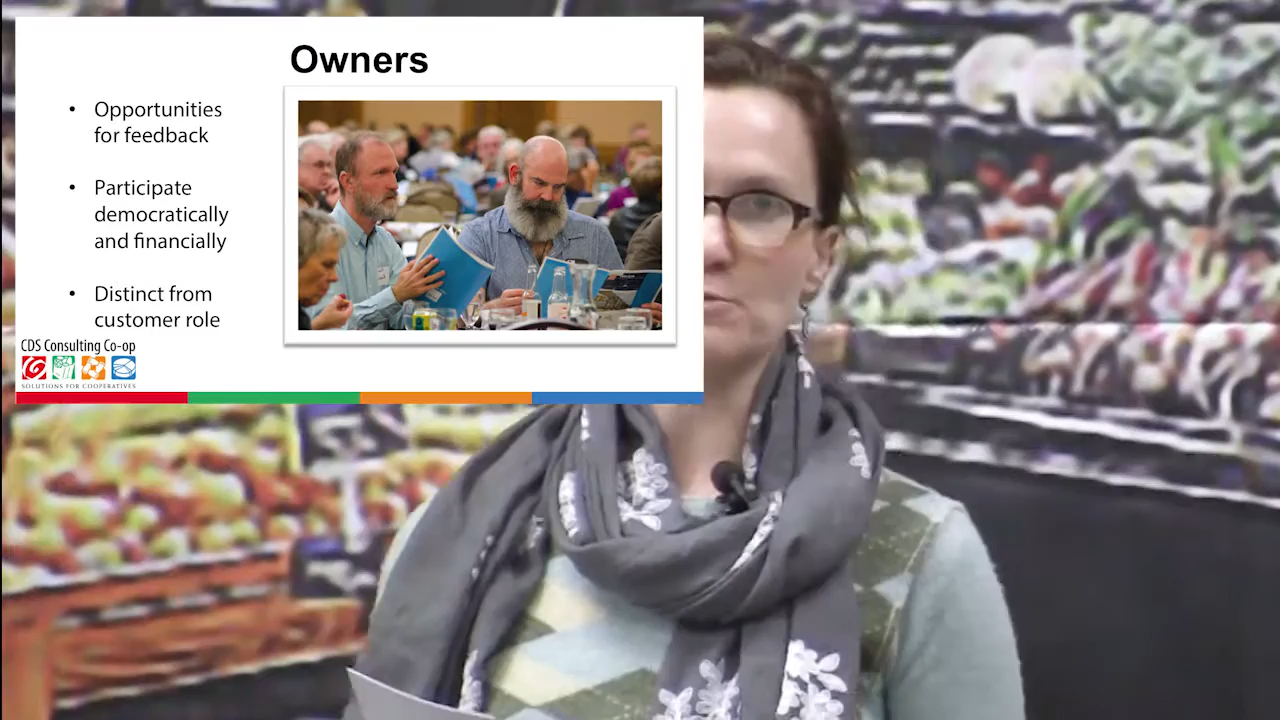 Owners
• Opportunities
for feedback
• Participate
democratically
and financially
• Distinct from
customer role
CDS Consulting Co-op
SOLUTIONS FOR COOPERATIVES